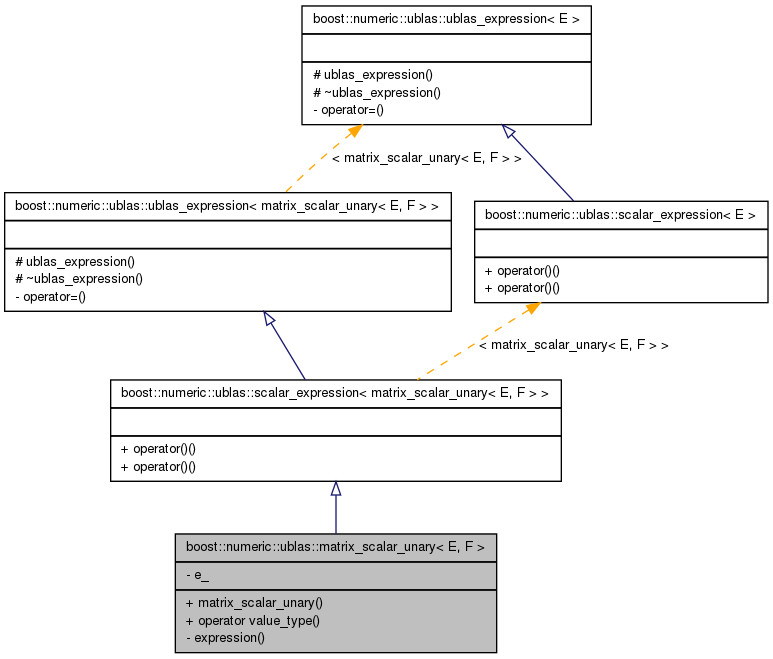 boost::numeric::ublas::ublas_expression< E >
# ublas_expression()
# ~ublas_expression()
- operator=()
< matrix_scalar_unary< E, F > >
boost::numeric::ublas::ublas_expression< matrix_scalar_unary< E, F > >
# ublas_expression()
# ~ublas_expression()
- operator=()
boost::numeric::ublas::scalar_expression< E >
+ operator()()
+ operator()()
< matrix_scalar_unary< E, F > >
boost::numeric::ublas::scalar_expression< matrix_scalar_unary< E, F > >
+ operator()()
+ operator()()
boost::numeric::ublas::matrix_scalar_unary< E, F >
- e_
+ matrix_scalar_unary()
+ operator value_type()
- expression()